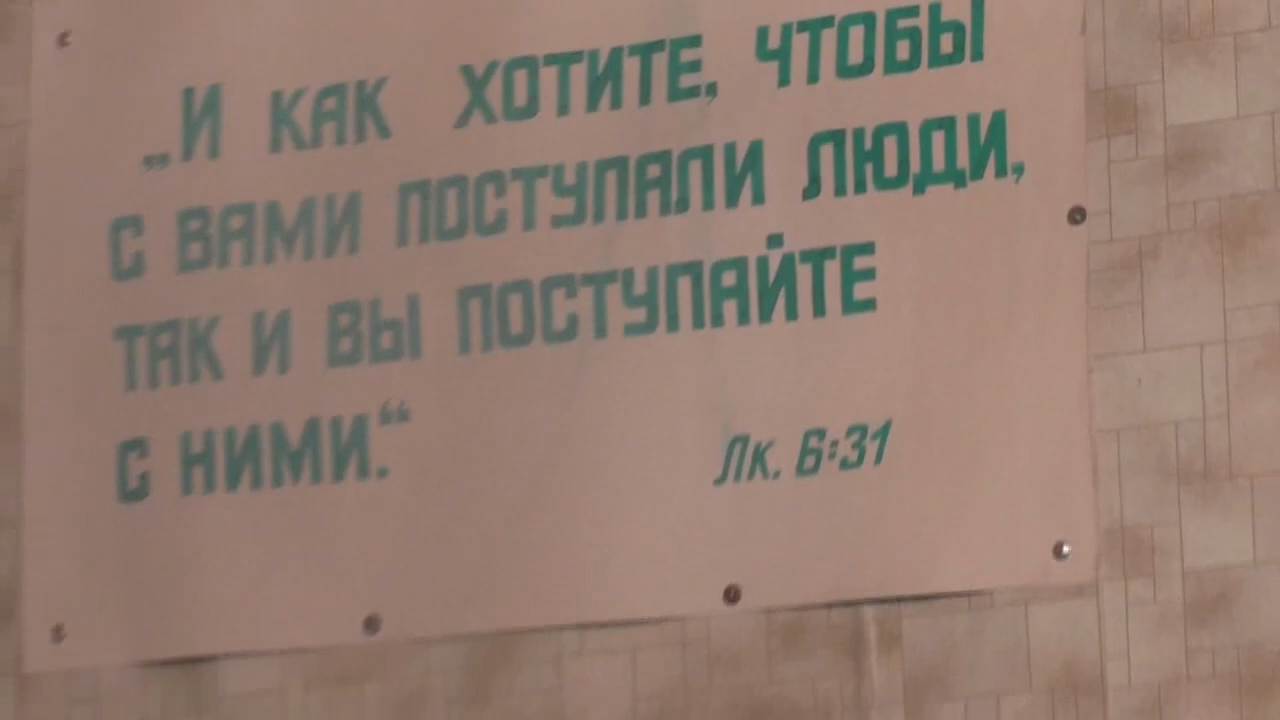 „И КАК ХОТИТЕ, ЧТОБЫ
С ВАМИ ПОСТУПАЛИ ЛЮДИ,
ТАК И ВЫ ПОСТУПАЙТЕ
С НИМИ.“
Лк. 6:31